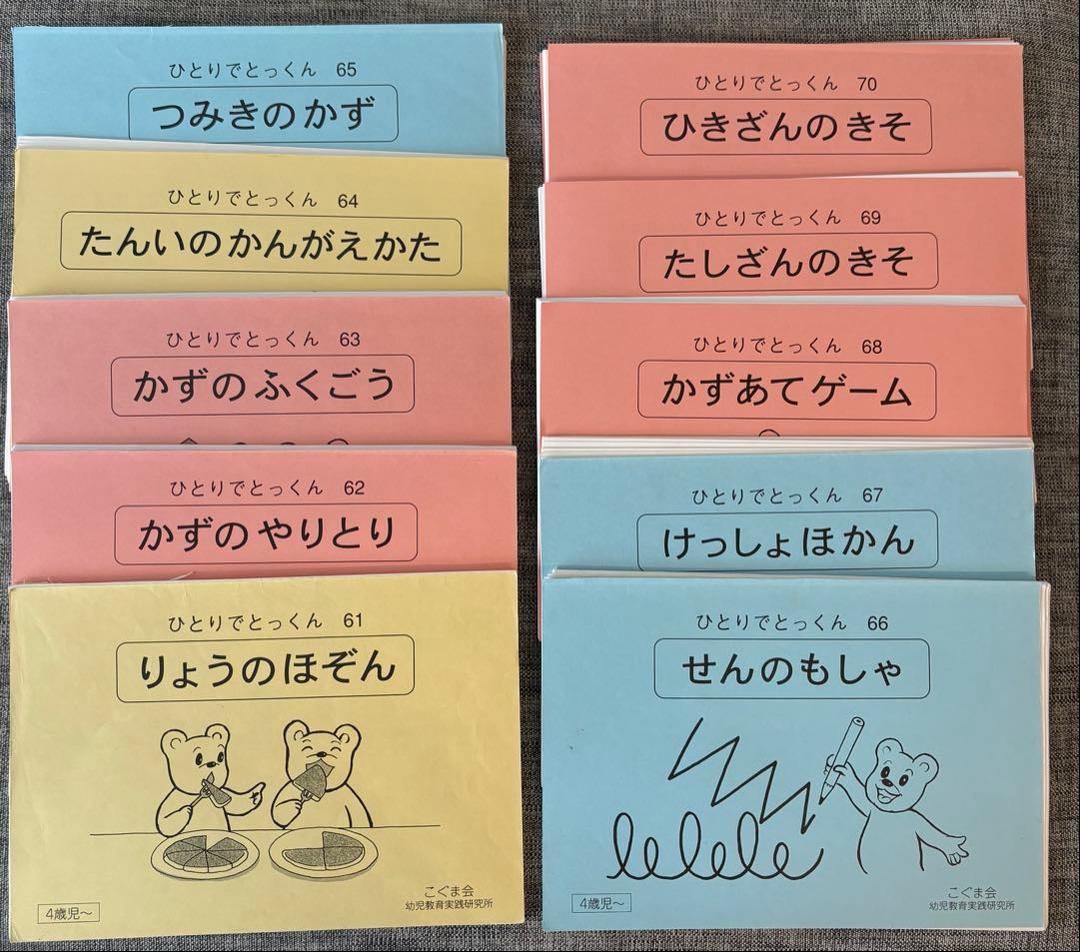 ひとりでとっくん 65
つみきのかず
ひとりでとっくん 64
たんいのかんがえかた
ひとりでとっくん 63
かずのふくごう
ひとりでとっくん 62
かずのやりとり
ひとりでとっくん 61
りょうのほぞん
4歳児〜
こぐま会
幼児教育実践研究所
ひとりでとっくん 70
ひきざんのきそ
ひとりでとっくん 69
たしざんのきそ
ひとりでとっくん 68
かずあてゲーム
ひとりでとっくん 67
けっしょほかん
ひとりでとっくん 66
せんのもしゃ
4歳児〜
こぐま会
幼児教育実践研究所